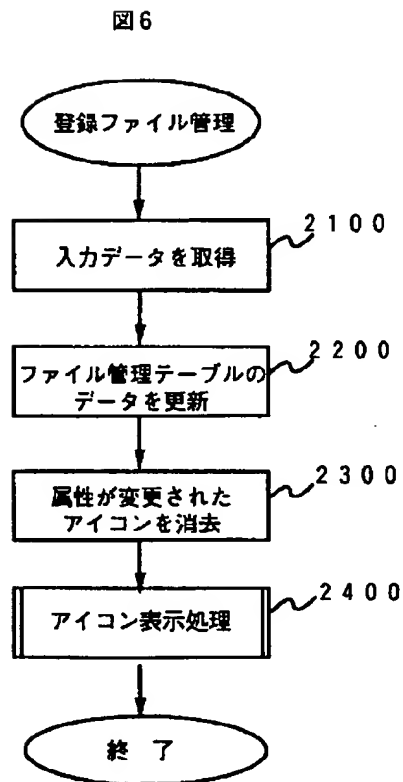 図6
登録ファイル管理
2100
入力データを取得
2200
ファイル管理テーブルの
データを更新
2300
属性が変更された
アイコンを消去
2400
アイコン表示処理
終 了